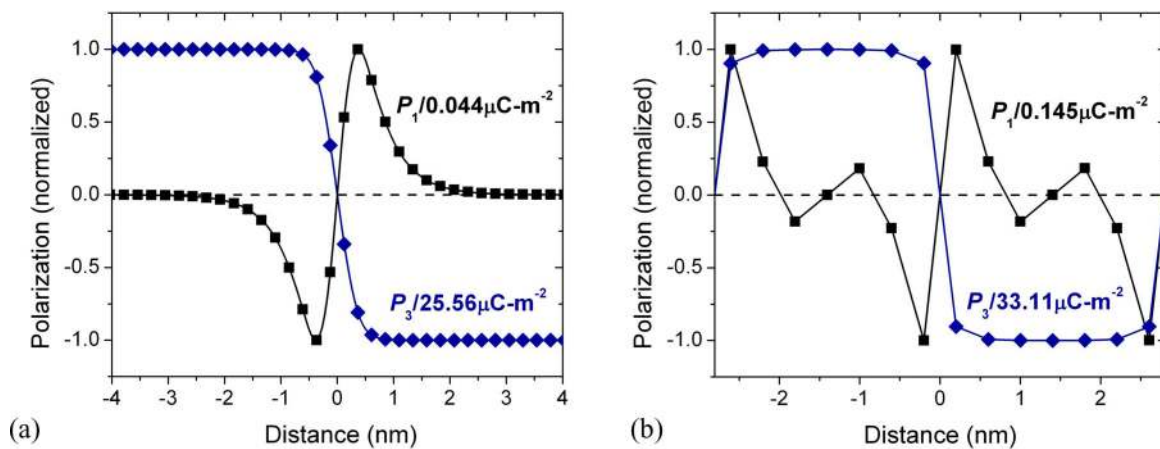 1.0
0.5
0.0
-0.5
-1.0
Polarization (normalized)
P₁/0.044μC-m⁻²
P₃/25.56μC-m⁻²
-4 -3 -2 -1 0 1 2 3 4
(a)
Distance (nm)
1.0
0.5
0.0
-0.5
-1.0
Polarization (normalized)
P₁/0.145μC-m⁻²
P₃/33.11μC-m⁻²
-2 -1 0 1 2
(b)
Distance (nm)